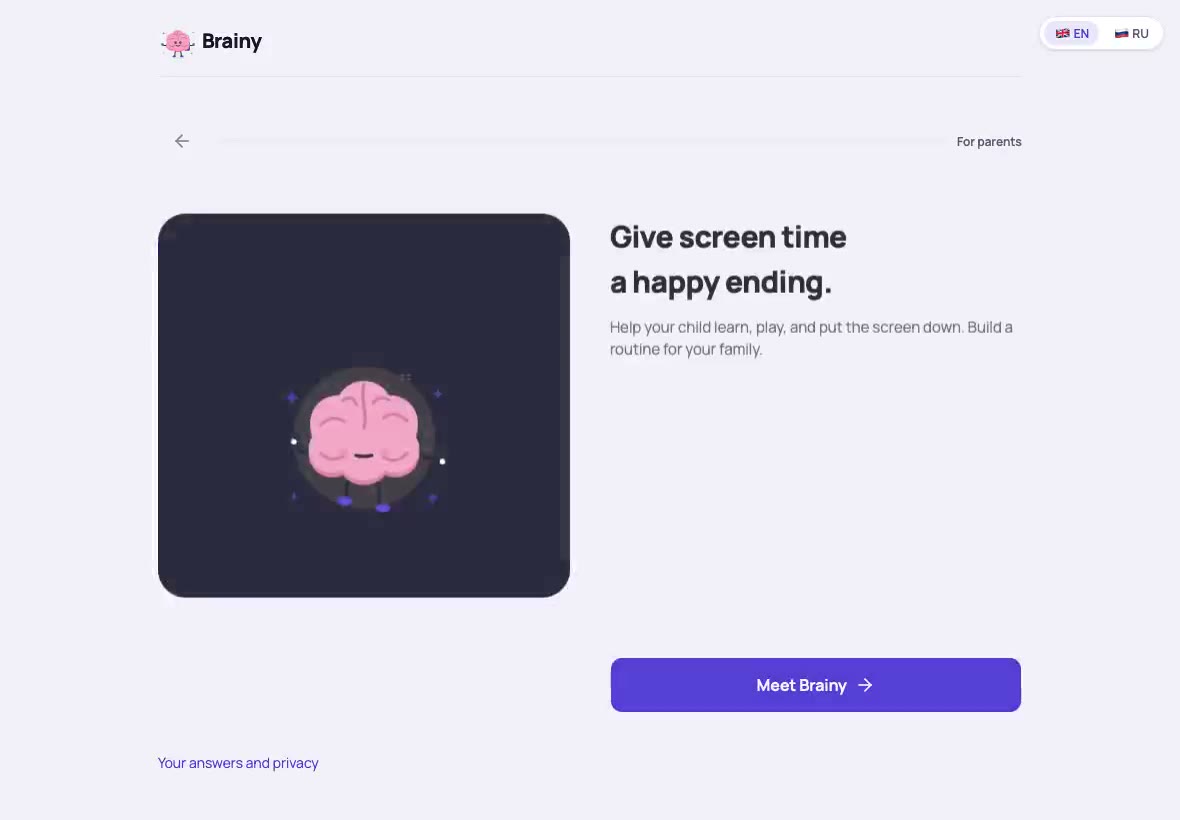 Brainy
🇬🇧 EN
🇷🇺 RU
For parents
Give screen time
a happy ending.
Help your child learn, play, and put the screen down. Build a
routine for your family.
Meet Brainy →
Your answers and privacy